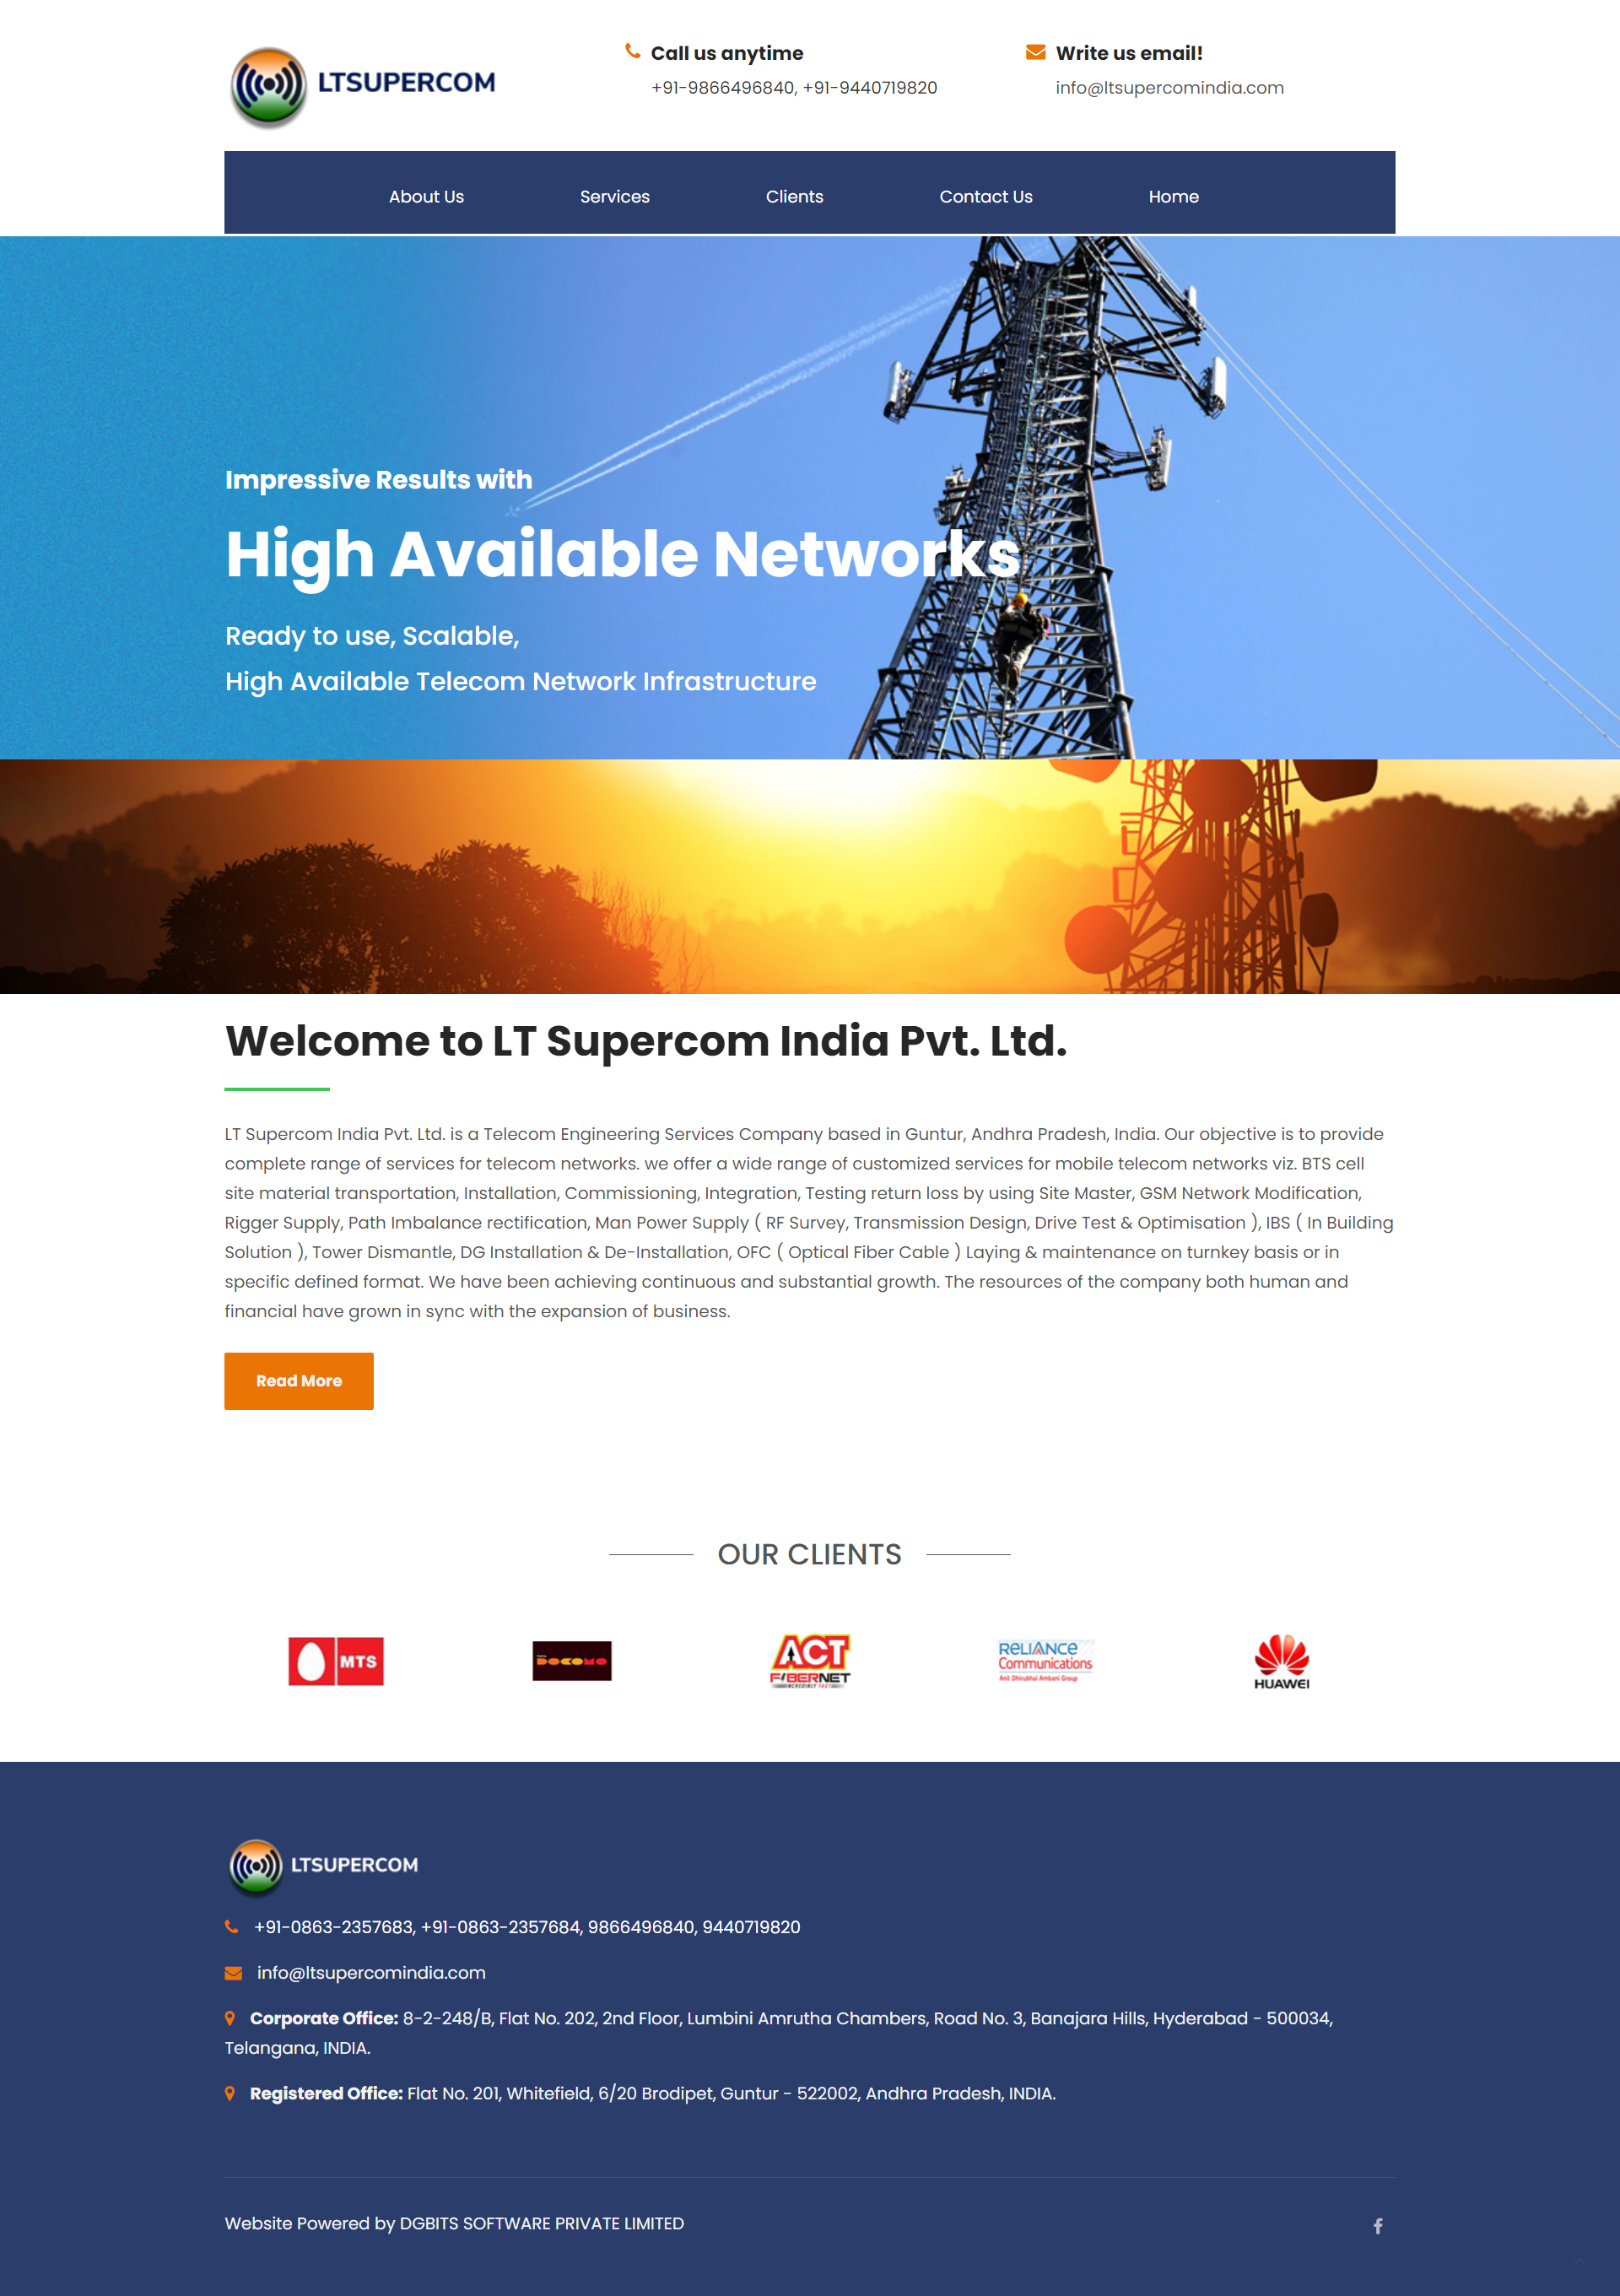 LTSUPERCOM
Call us anytime
+91-9866496840, +91-9440719820
Write us email!
info@ltsupercomindia.com
About Us
Services
Clients
Contact Us
Home
Impressive Results with
High Available Networks
Ready to use, Scalable,
High Available Telecom Network Infrastructure
Welcome to LT Supercom India Pvt. Ltd.
LT Supercom India Pvt. Ltd. is a Telecom Engineering Services Company based in Guntur, Andhra Pradesh, India. Our objective is to provide
complete range of services for telecom networks. we offer a wide range of customized services for mobile telecom networks viz. BTS cell
site material transportation, Installation, Commissioning, Integration, Testing return loss by using Site Master, GSM Network Modification,
Rigger Supply, Path Imbalance rectification, Man Power Supply ( RF Survey, Transmission Design, Drive Test & Optimisation ), IBS ( In Building
Solution ), Tower Dismantle, DG Installation & De-Installation, OFC ( Optical Fiber Cable ) Laying & maintenance on turnkey basis or in
specific defined format. We have been achieving continuous and substantial growth. The resources of the company both human and
financial have grown in sync with the expansion of business.
Read More
OUR CLIENTS
MTS
DOCOMO
ACT
FIBERNET
INCREDIBLY FAST
RELIANCE
Communications
Anil Dhirubhai Ambani Group
HUAWEI
LTSUPERCOM
+91-0863-2357683, +91-0863-2357684, 9866496840, 9440719820
info@ltsupercomindia.com
Corporate Office: 8-2-248/B, Flat No. 202, 2nd Floor, Lumbini Amrutha Chambers, Road No. 3, Banajara Hills, Hyderabad - 500034,
Telangana, INDIA.
Registered Office: Flat No. 201, Whitefield, 6/20 Brodipet, Guntur - 522002, Andhra Pradesh, INDIA.
Website Powered by DGBITS SOFTWARE PRIVATE LIMITED